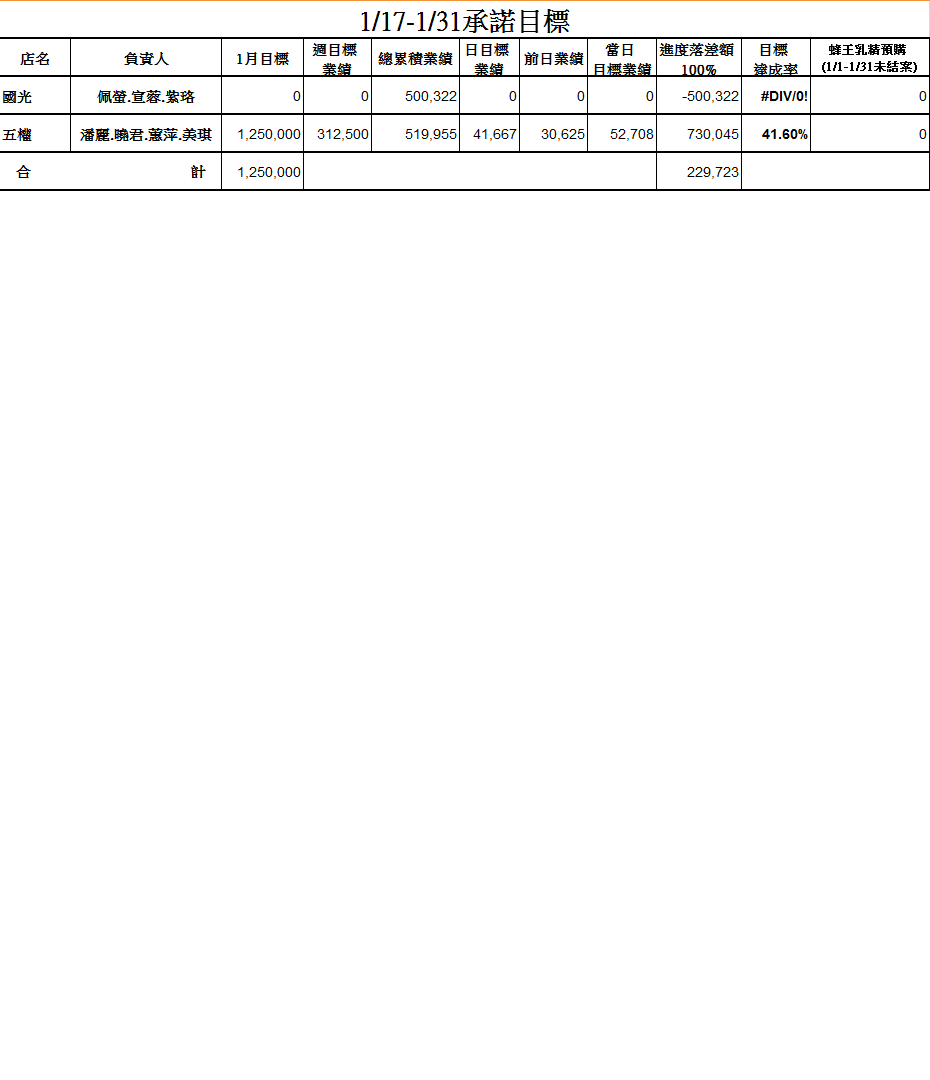 1/17-1/31承諾目標
店名 負責人 1月目標 週目標業績 總累積業績 日目標業績 前日業績 當日目標業績 進度落差額100% 目標達成率 蜂王乳精預購(1/1-1/31未結案)
國光 佩螢.宣蓉.紫珞 0 0 500,322 0 0 0 -500,322 #DIV/0! 0
五權 潘麗.曉君.蕙萍.美琪 1,250,000 312,500 519,955 41,667 30,625 52,708 730,045 41.60% 0
合計 1,250,000 229,723